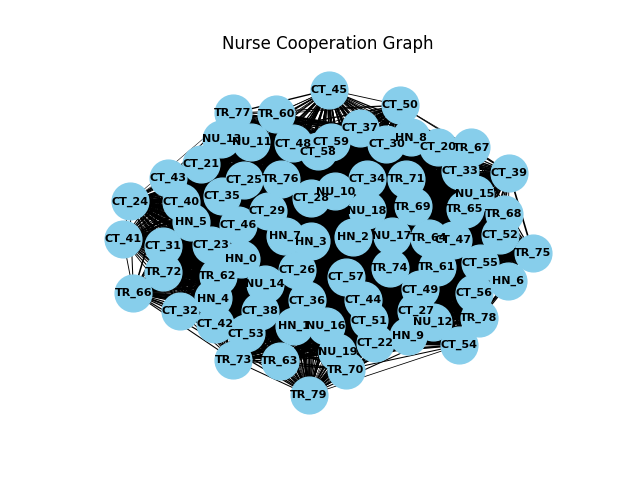 Nurse Cooperation Graph
CT_45
CT_50
TR_77
TR_60
CT_37
NU_13
NU_11
CT_48
CT_59
CT_58
CT_30
HN_8
CT_20
TR_67
CT_21
CT_43
CT_25
TR_76
CT_34
TR_71
CT_33
CT_39
CT_24
CT_40
CT_35
CT_28
NU_10
NU_15
CT_29
NU_18
TR_69
TR_65
TR_68
HN_5
CT_46
CT_41
CT_31
CT_23
HN_7
HN_3
HN_2
NU_17
TR_64
CT_47
CT_52
TR_75
TR_72
TR_62
HN_0
CT_26
CT_57
TR_74
TR_61
CT_55
HN_6
TR_66
HN_4
NU_14
CT_36
CT_44
CT_49
CT_56
CT_32
CT_42
CT_38
CT_51
CT_27
NU_12
TR_78
CT_53
HN_1
NU_16
CT_22
HN_9
CT_54
TR_73
TR_63
NU_19
TR_70
TR_79